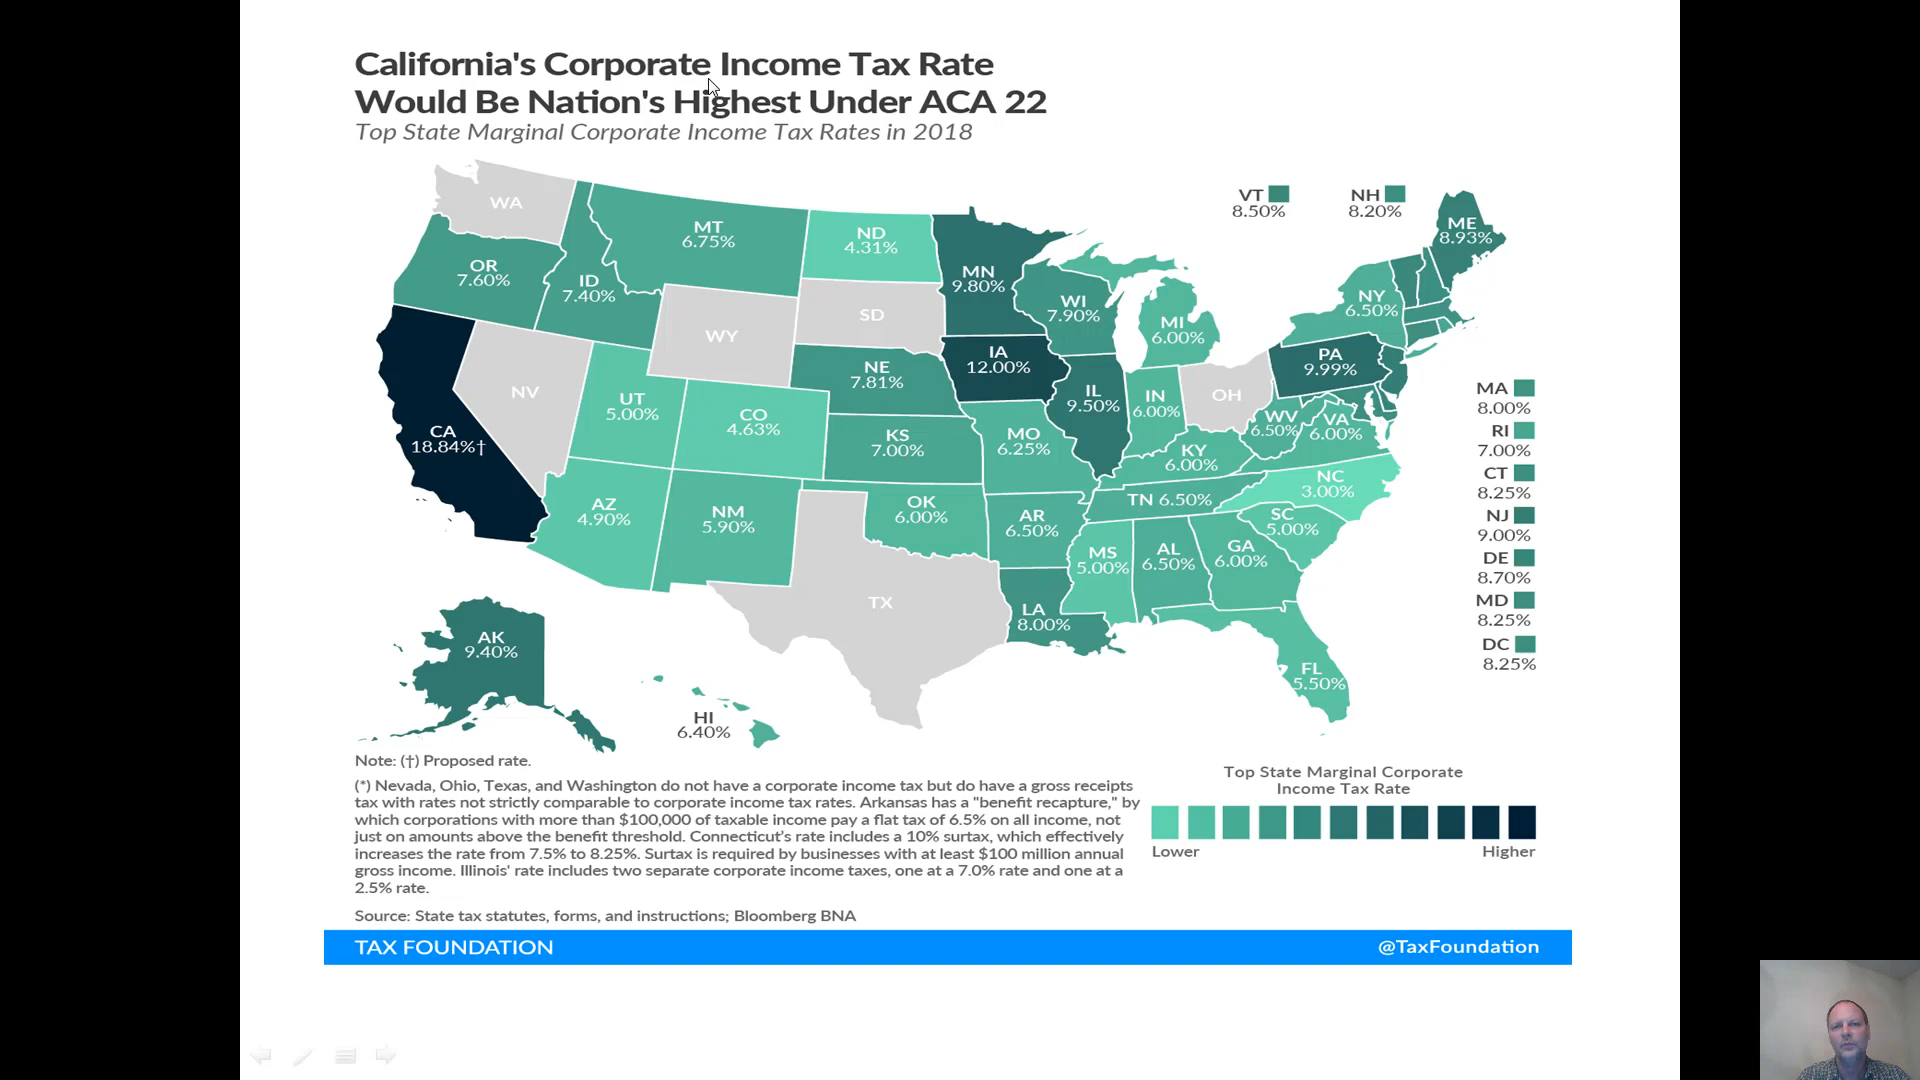 California's Corporate Income Tax Rate
Would Be Nation's Highest Under ACA 22
Top State Marginal Corporate Income Tax Rates in 2018
WA
OR
7.60%
ID
7.40%
MT
6.75%
ND
4.31%
MN
9.80%
WI
7.90%
MI
6.00%
VT
8.50%
NH
8.20%
ME
8.93%
NY
6.50%
WY
SD
NE
7.81%
IA
12.00%
IL
9.50%
IN
6.00%
OH
PA
9.99%
CA
18.84%†
NV
UT
5.00%
CO
4.63%
KS
7.00%
MO
6.25%
KY
6.00%
WV
6.50%
VA
6.00%
AZ
4.90%
NM
5.90%
OK
6.00%
AR
6.50%
TN 6.50%
NC
3.00%
SC
5.00%
MS
5.00%
AL
6.50%
GA
6.00%
TX
LA
8.00%
FL
5.50%
AK
9.40%
HI
6.40%
MA
8.00%
RI
7.00%
CT
8.25%
NJ
9.00%
DE
8.70%
MD
8.25%
DC
8.25%
Note: (†) Proposed rate.
(*) Nevada, Ohio, Texas, and Washington do not have a corporate income tax but do have a gross receipts
tax with rates not strictly comparable to corporate income tax rates. Arkansas has a "benefit recapture," by
which corporations with more than $100,000 of taxable income pay a flat tax of 6.5% on all income, not
just on amounts above the benefit threshold. Connecticut's rate includes a 10% surtax, which effectively
increases the rate from 7.5% to 8.25%. Surtax is required by businesses with at least $100 million annual
gross income. Illinois' rate includes two separate corporate income taxes, one at a 7.0% rate and one at a
2.5% rate.
Source: State tax statutes, forms, and instructions; Bloomberg BNA
Top State Marginal Corporate
Income Tax Rate
Lower
Higher
TAX FOUNDATION
@TaxFoundation